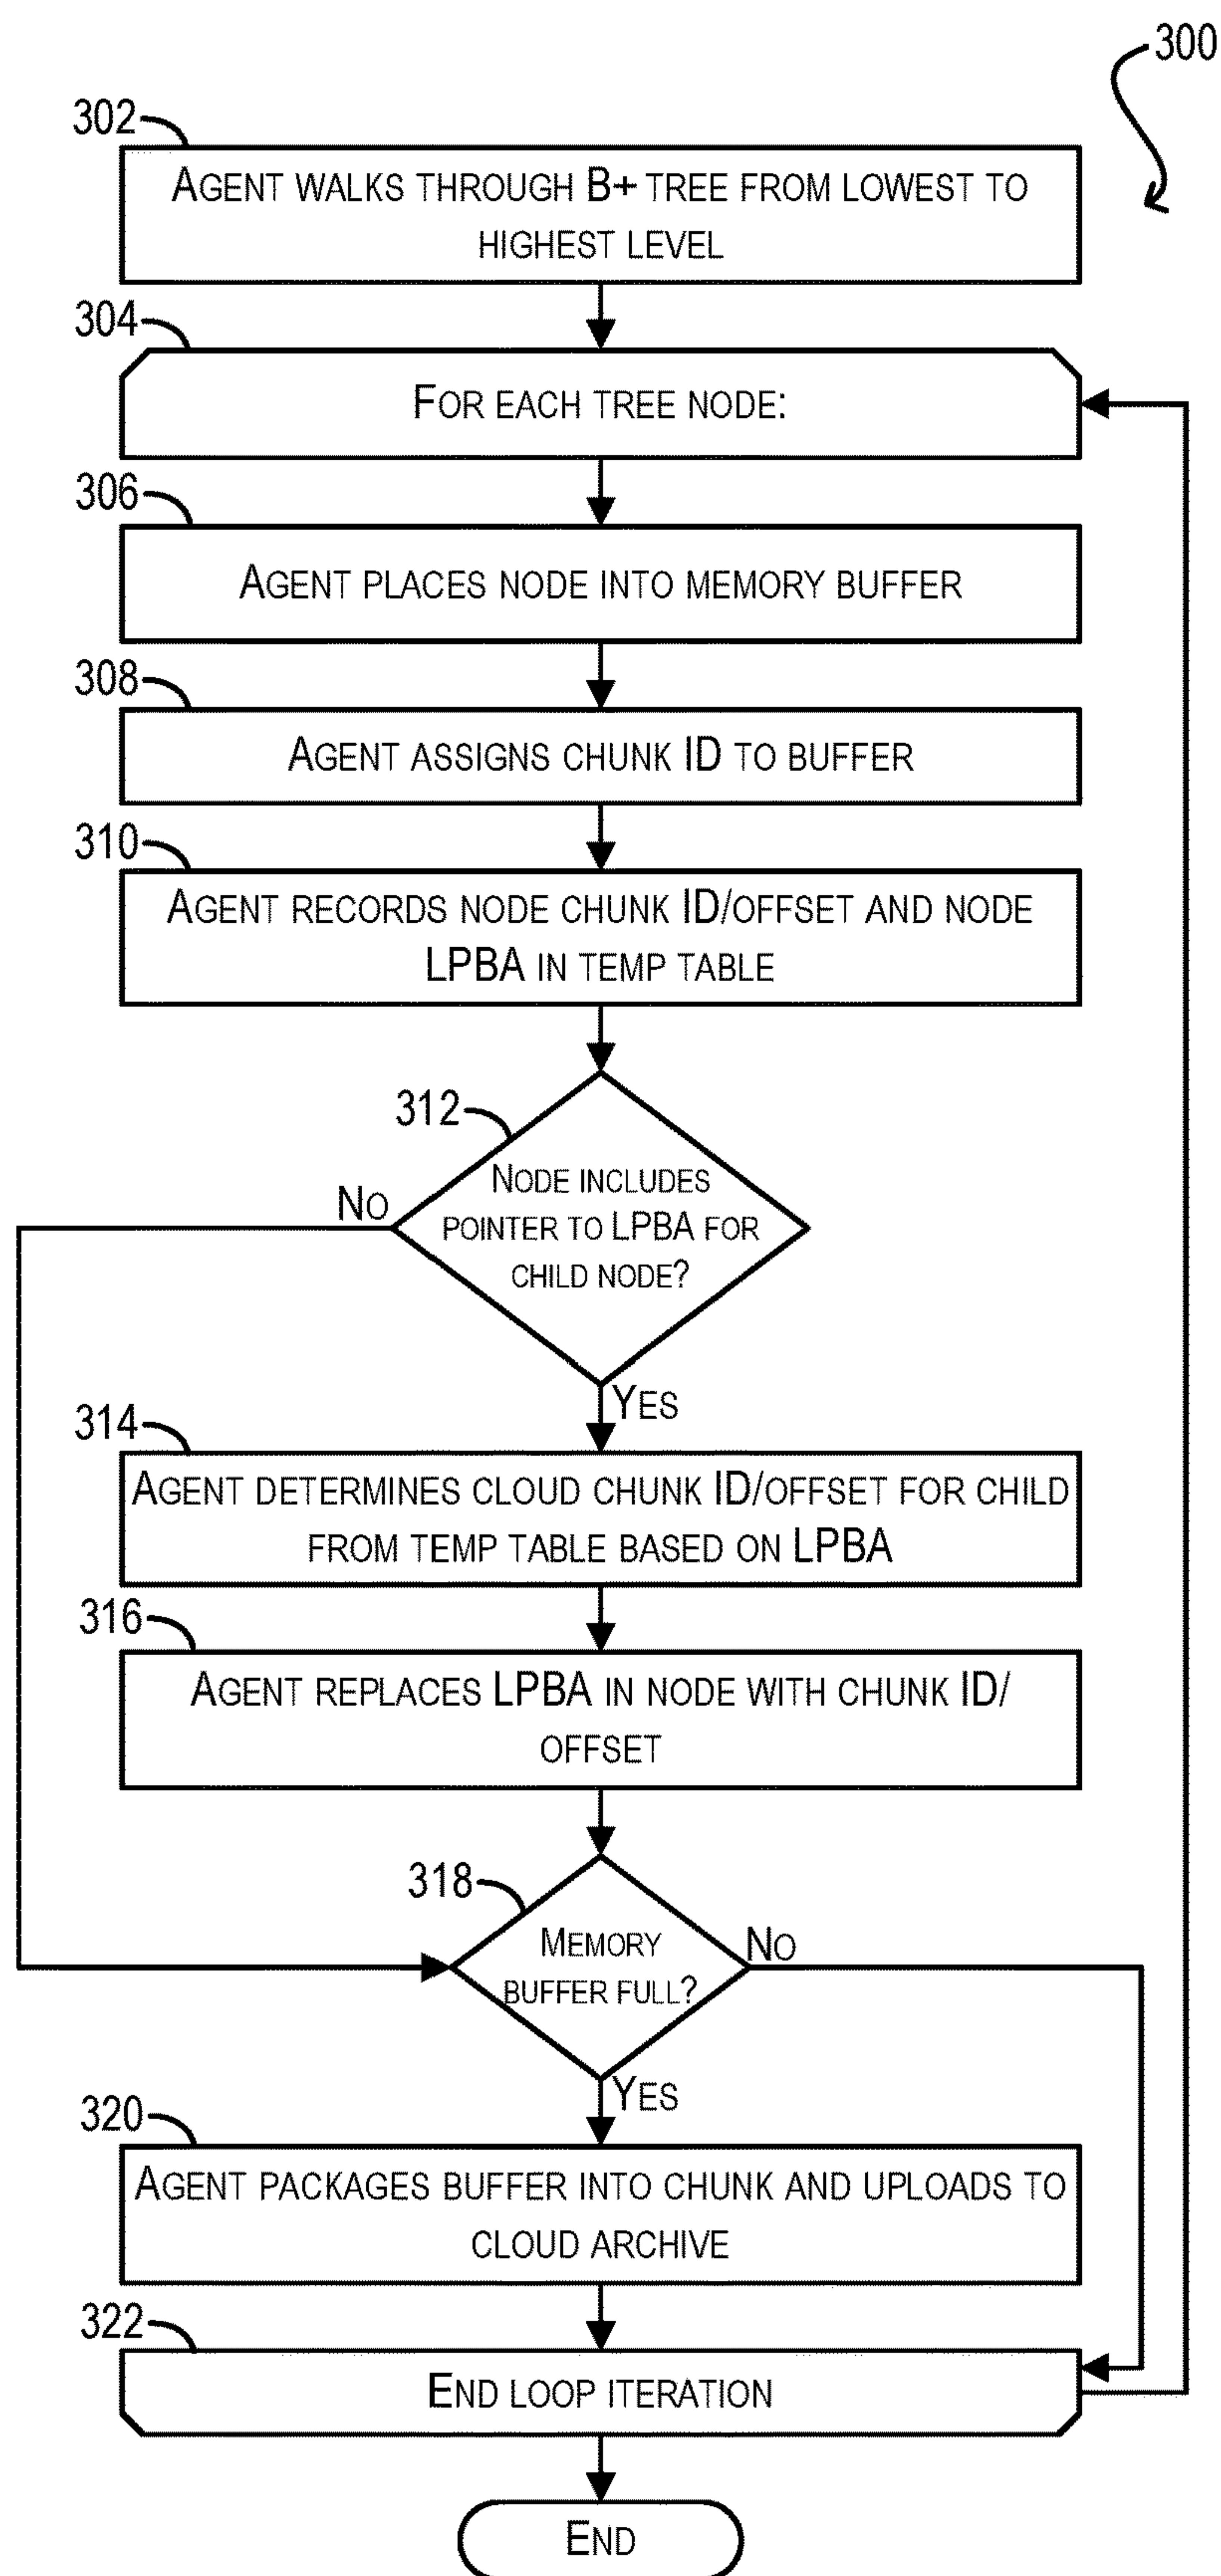 300
302
Agent walks through B+ tree from lowest to
highest level
304
For each tree node:
306
Agent places node into memory buffer
308
Agent assigns chunk ID to buffer
310
Agent records node chunk ID/offset and node
LPBA in temp table
312
Node includes
pointer to LPBA for
child node?
No
Yes
314
Agent determines cloud chunk ID/offset for child
from temp table based on LPBA
316
Agent replaces LPBA in node with chunk ID/
offset
318
Memory
buffer full?
No
Yes
320
Agent packages buffer into chunk and uploads to
cloud archive
322
End loop iteration
End